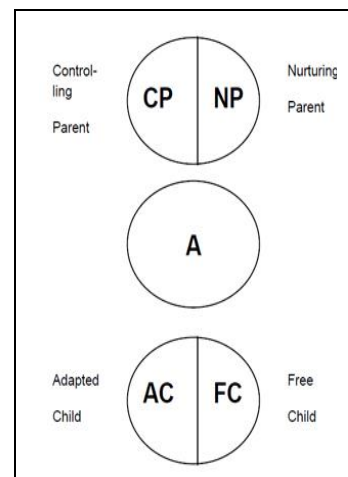 Control-
ling
Parent
CP
NP
Nurturing
Parent
A
Adapted
Child
AC
FC
Free
Child